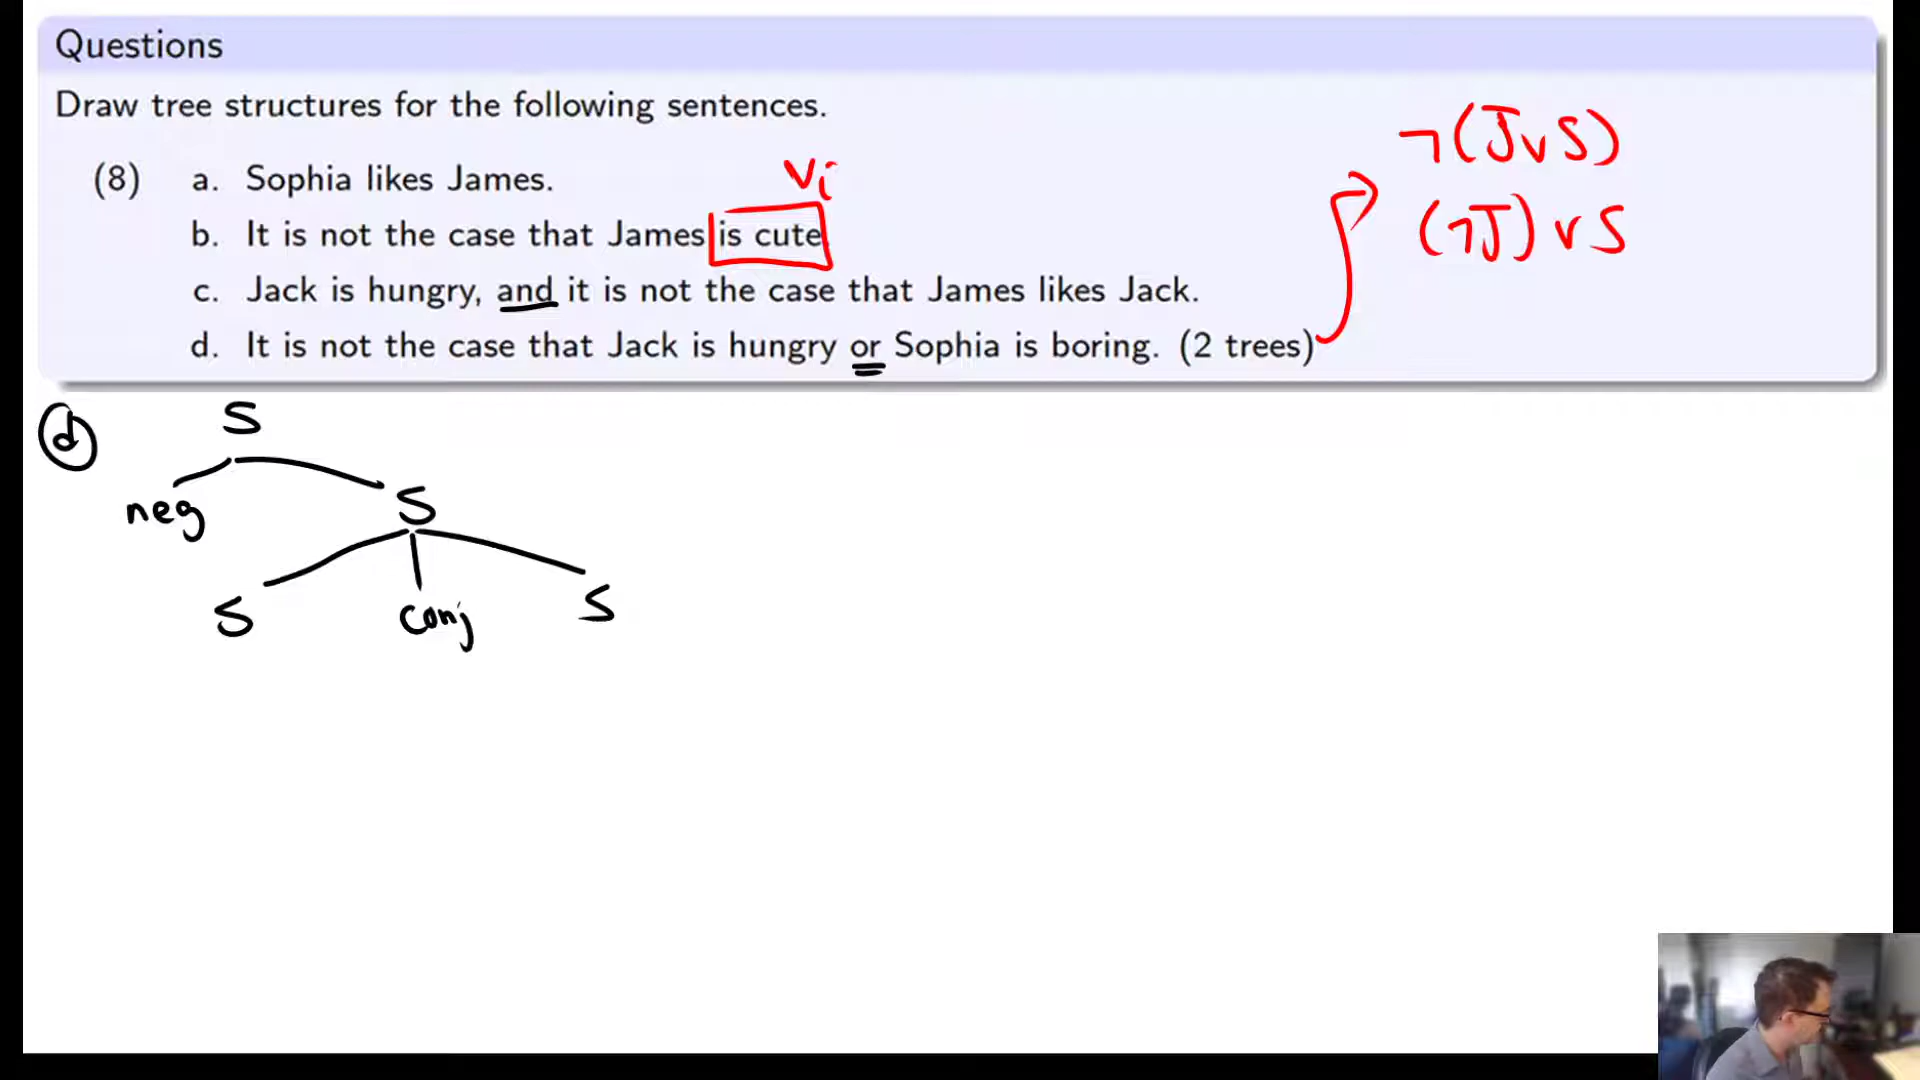 Questions
Draw tree structures for the following sentences.
(8) a. Sophia likes James.
Vi
b. It is not the case that James is cute.
c. Jack is hungry, and it is not the case that James likes Jack.
d. It is not the case that Jack is hungry or Sophia is boring. (2 trees)
¬(J∨S)
(¬J)∨S
d
S
neg S
S conj S